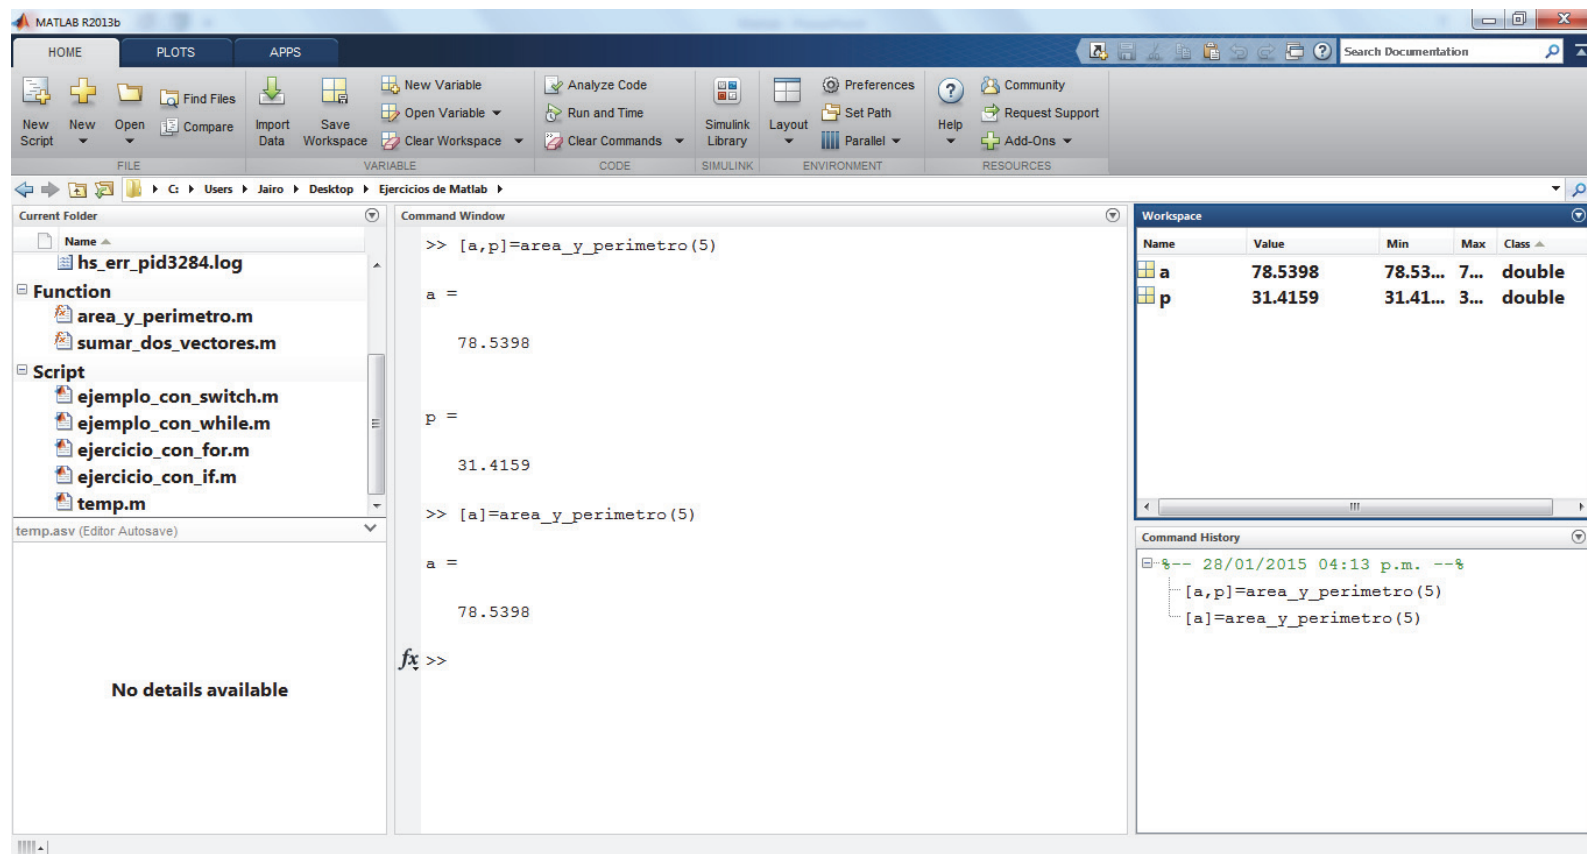 MATLAB R2013b
HOME PLOTS APPS
Search Documentation
New Script
New
Open
Find Files
Compare
FILE
Import Data
Save Workspace
New Variable
Open Variable
Clear Workspace
VARIABLE
Analyze Code
Run and Time
Clear Commands
CODE
Simulink Library
SIMULINK
Layout
Preferences
Set Path
Parallel
ENVIRONMENT
? Help
Community
Request Support
Add-Ons
RESOURCES
C: Users Jairo Desktop Ejercicios de Matlab
Current Folder
Name
hs_err_pid3284.log
Function
area_y_perimetro.m
sumar_dos_vectores.m
Script
ejemplo_con_switch.m
ejemplo_con_while.m
ejercicio_con_for.m
ejercicio_con_if.m
temp.m
temp.asv (Editor Autosave)
No details available
Command Window
>> [a,p]=area_y_perimetro(5)
a =
78.5398
p =
31.4159
>> [a]=area_y_perimetro(5)
a =
78.5398
fx >>
Workspace
Name Value Min Max Class
a 78.5398 78.53... 7... double
p 31.4159 31.41... 3... double
Command History
%-- 28/01/2015 04:13 p.m. --%
[a,p]=area_y_perimetro(5)
[a]=area_y_perimetro(5)